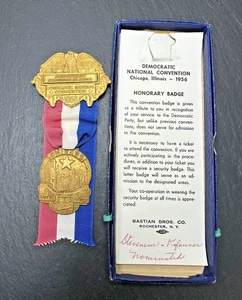 DEMOCRATIC
NATIONAL CONVENTION
Chicago, Illinois - 1956
HONORARY BADGE
This convention badge is given
as a tribute to you in recognition
of your service to the Democratic
Party, but unlike previous conven-
tions, does not serve for admission
to the convention.
It is necessary to have a ticket
to attend the convention. If you are
actively participating in the proce-
dures, in addition to your ticket you
will receive a security badge. This
latter badge will serve as ad-
mission to the designated areas.
Your co-operation in wearing the
security badge at all times is appre-
ciated.
BASTIAN BROS. CO.
ROCHESTER, N. Y.
Nominated